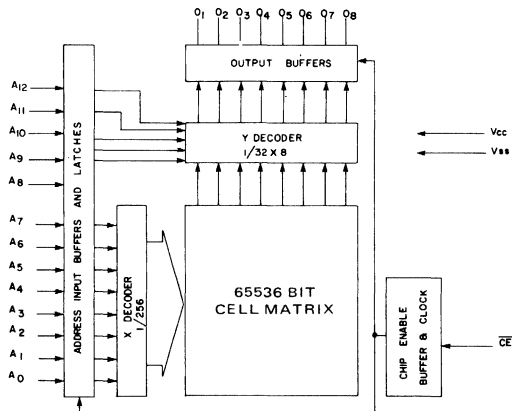 O1 O2 O3 O4 O5 O6 O7 O8
OUTPUT BUFFERS
Y DECODER
1/32 X 8
Vcc
Vss
A12
A11
A10
A9
A8
A7
A6
A5
A4
A3
A2
A1
A0
ADDRESS INPUT BUFFERS AND LATCHES
X DECODER
1/256
65536 BIT
CELL MATRIX
CHIP ENABLE
BUFFER & CLOCK
CE